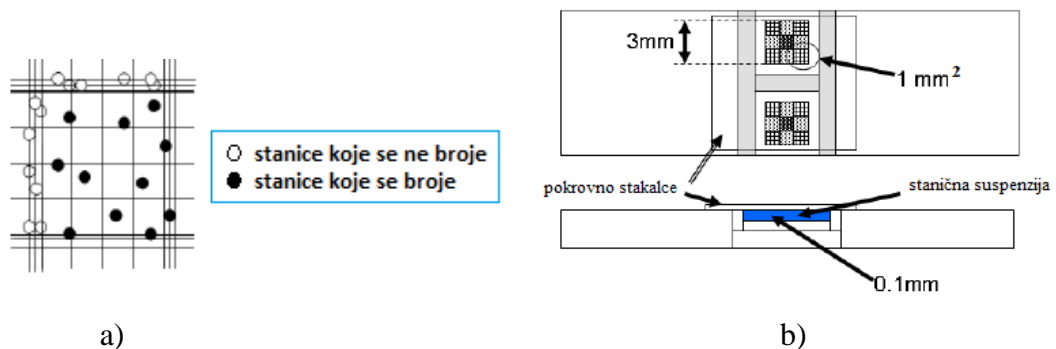 stanice koje se ne broje
stanice koje se broje
a)
3mm
1 mm²
pokrovno stakalce
stanična suspenzija
0.1mm
b)